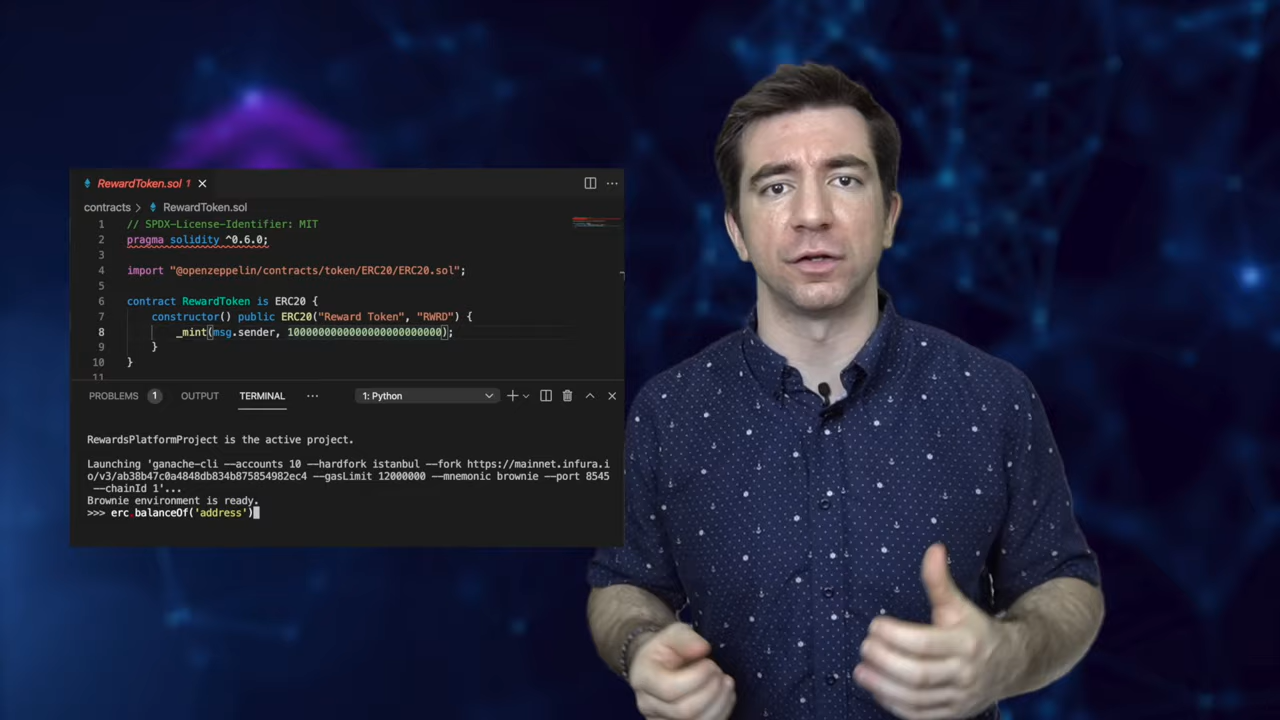 RewardToken.sol 1
contracts > RewardToken.sol
1 // SPDX-License-Identifier: MIT
2 pragma solidity ^0.6.0;
3
4 import "@openzeppelin/contracts/token/ERC20/ERC20.sol";
5
6 contract RewardToken is ERC20 {
7 constructor() public ERC20("Reward Token", "RWRD") {
8 _mint(msg.sender, 1000000000000000000000000);
9 }
10 }
11
PROBLEMS 1 OUTPUT TERMINAL ... 1: Python
RewardsPlatformProject is the active project.
Launching 'ganache-cli --accounts 10 --hardfork istanbul --fork https://mainnet.infura.i
o/v3/ab38b47c0a4848db834b875854982ec4 --gasLimit 12000000 --mnemonic brownie --port 8545
--chainId 1'...
Brownie environment is ready.
>>> erc.balanceOf('address')